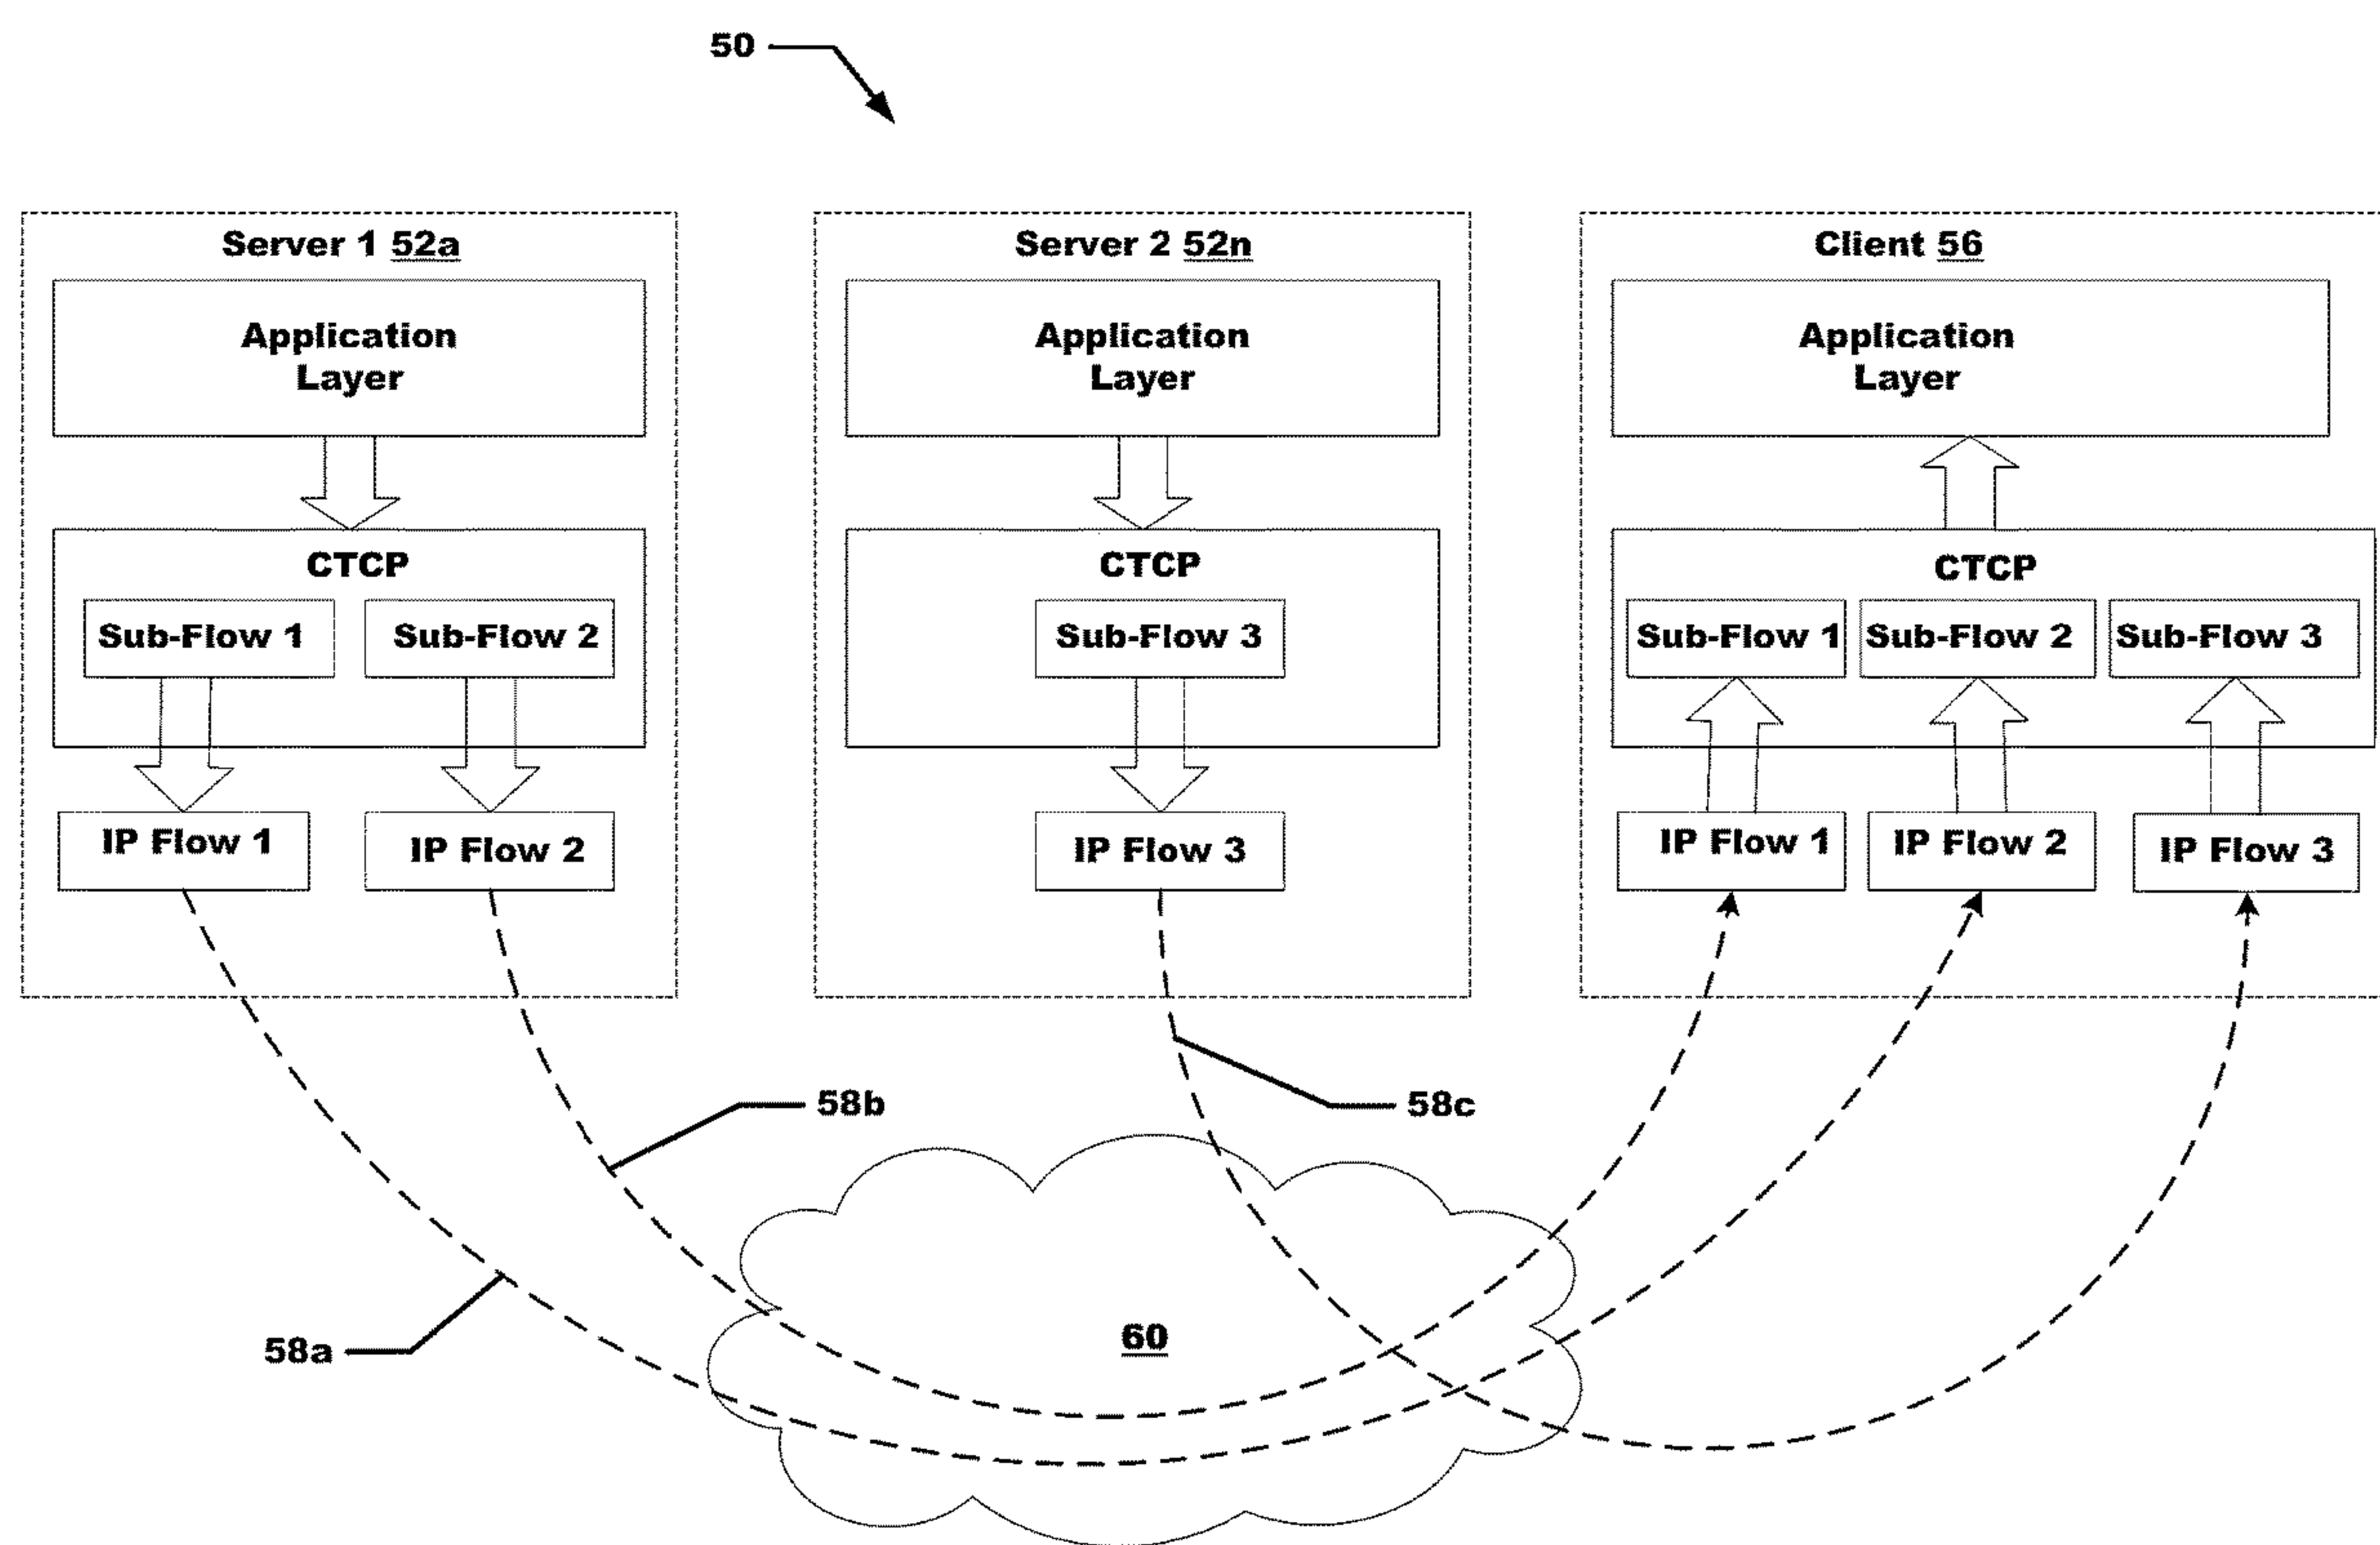 50
Server 1 52a
Application
Layer
CTCP
Sub-Flow 1
Sub-Flow 2
IP Flow 1
IP Flow 2
Server 2 52n
Application
Layer
CTCP
Sub-Flow 3
IP Flow 3
Client 56
Application
Layer
CTCP
Sub-Flow 1
Sub-Flow 2
Sub-Flow 3
IP Flow 1
IP Flow 2
IP Flow 3
58b
58c
58a
60